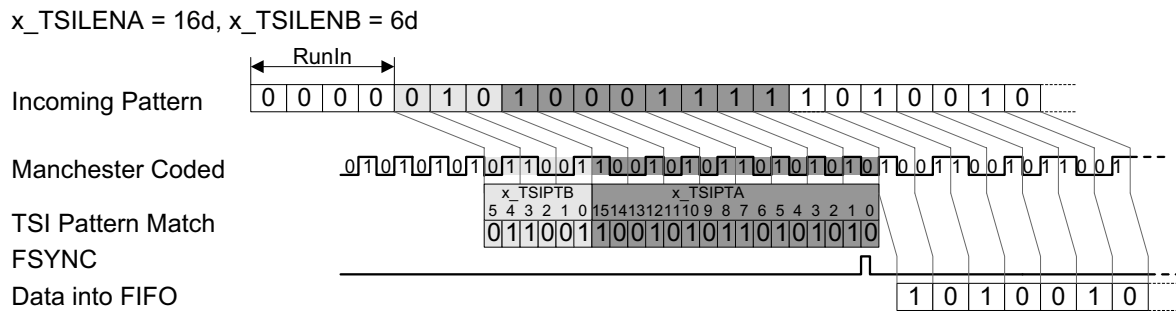 x_TSILENA = 16d, x_TSILENB = 6d
RunIn
Incoming Pattern 0 0 0 0 0 1 0 1 0 0 0 1 1 1 1 1 0 1 0 0 1 0
Manchester Coded 0 1 0 1 0 1 0 1 0 1 1 0 0 1 1 0 0 1 0 1 0 1 1 0 1 0 1 0 1 0 1 0 0 1 1 0 0 1 0 1 1 0 0 1
x_TSIPTB x_TSIPTA
5 4 3 2 1 0 15 14 13 12 11 10 9 8 7 6 5 4 3 2 1 0
TSI Pattern Match 0 1 1 0 0 1 1 0 0 1 0 1 0 1 1 0 1 0 1 0 1 0
FSYNC
Data into FIFO 1 0 1 0 0 1 0